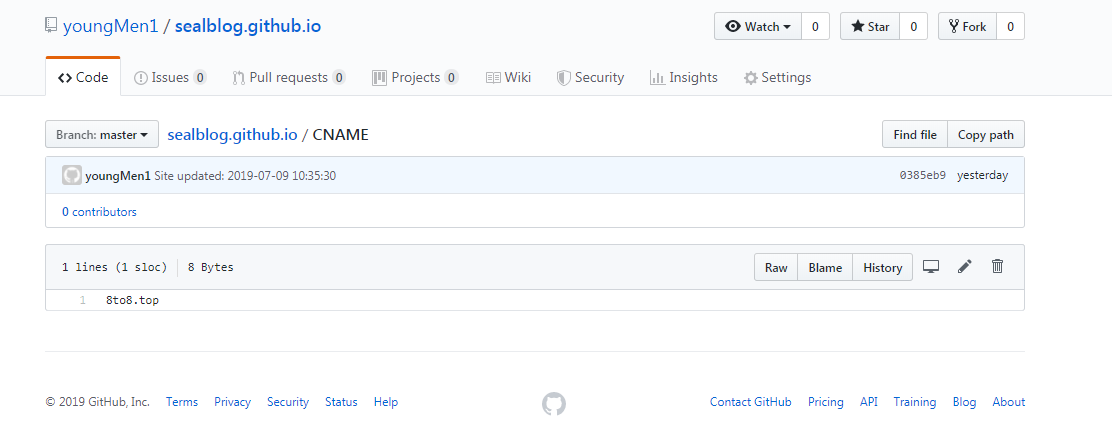 youngMen1 / sealblog.github.io
Watch 0 Star 0 Fork 0
Code Issues 0 Pull requests 0 Projects 0 Wiki Security Insights Settings
Branch: master sealblog.github.io / CNAME Find file Copy path
youngMen1 Site updated: 2019-07-09 10:35:30 0385eb9 yesterday
0 contributors
1 lines (1 sloc) 8 Bytes Raw Blame History
1 8to8.top
© 2019 GitHub, Inc. Terms Privacy Security Status Help Contact GitHub Pricing API Training Blog About